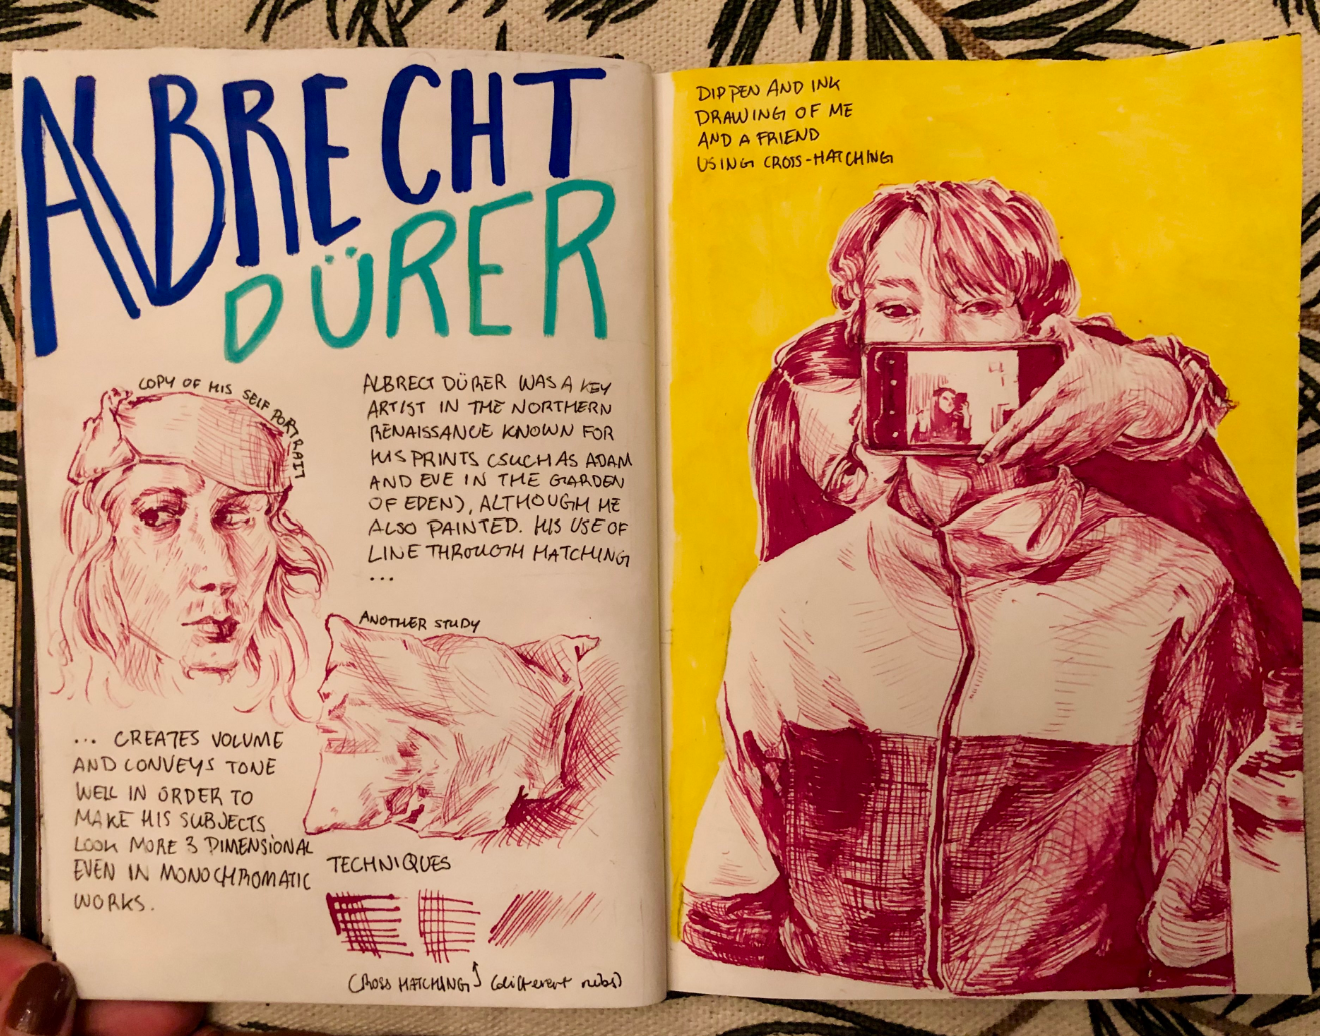 ALBRECHT
DÜRER
COPY OF HIS SELF PORTRAIT
ALBRECT DÜRER WAS A KEY
ARTIST IN THE NORTHERN
RENAISSANCE KNOWN FOR
HIS PRINTS (SUCH AS ADAM
AND EVE IN THE GARDEN
OF EDEN), ALTHOUGH HE
ALSO PAINTED. HIS USE OF
LINE THROUGH HATCHING
...
ANOTHER STUDY
... CREATES VOLUME
AND CONVEYS TONE
WELL IN ORDER TO
MAKE HIS SUBJECTS
LOOK MORE 3 DIMENSIONAL
EVEN IN MONOCHROMATIC
WORKS.
TECHNIQUES
CROSS HATCHING (different nibs)
DIP PEN AND INK
DRAWING OF ME
AND A FRIEND
USING CROSS-HATCHING